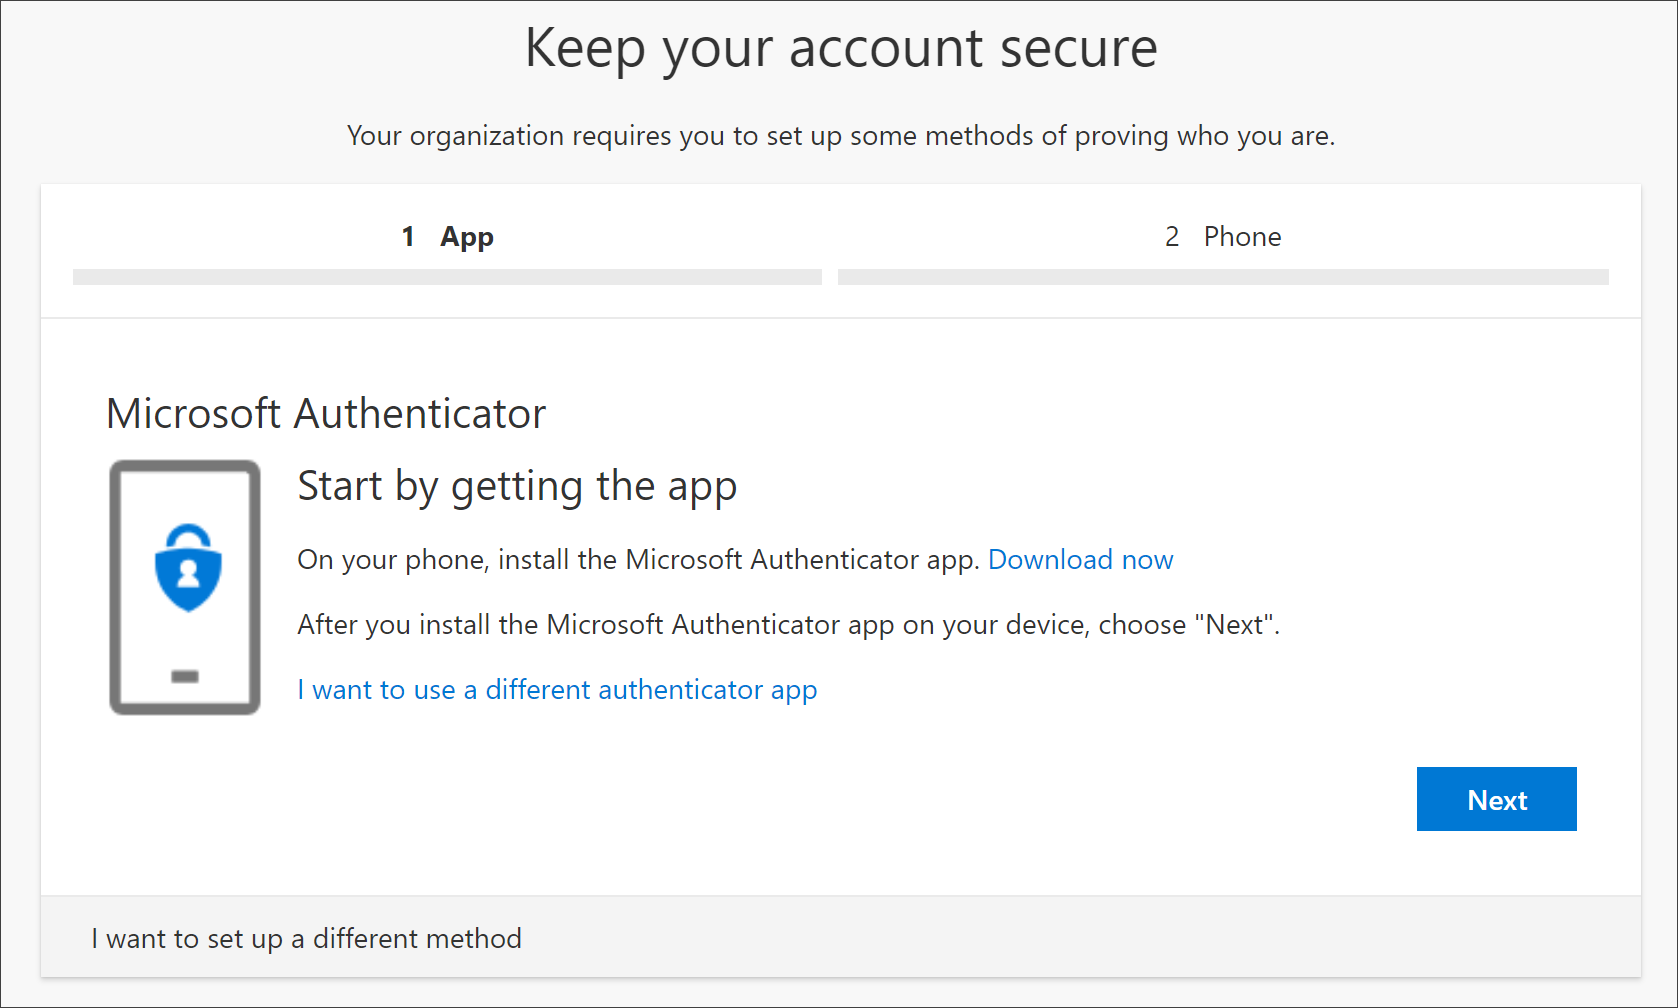 Keep your account secure
Your organization requires you to set up some methods of proving who you are.
1 App
2 Phone
Microsoft Authenticator
Start by getting the app
On your phone, install the Microsoft Authenticator app. Download now
After you install the Microsoft Authenticator app on your device, choose "Next".
I want to use a different authenticator app
Next
I want to set up a different method